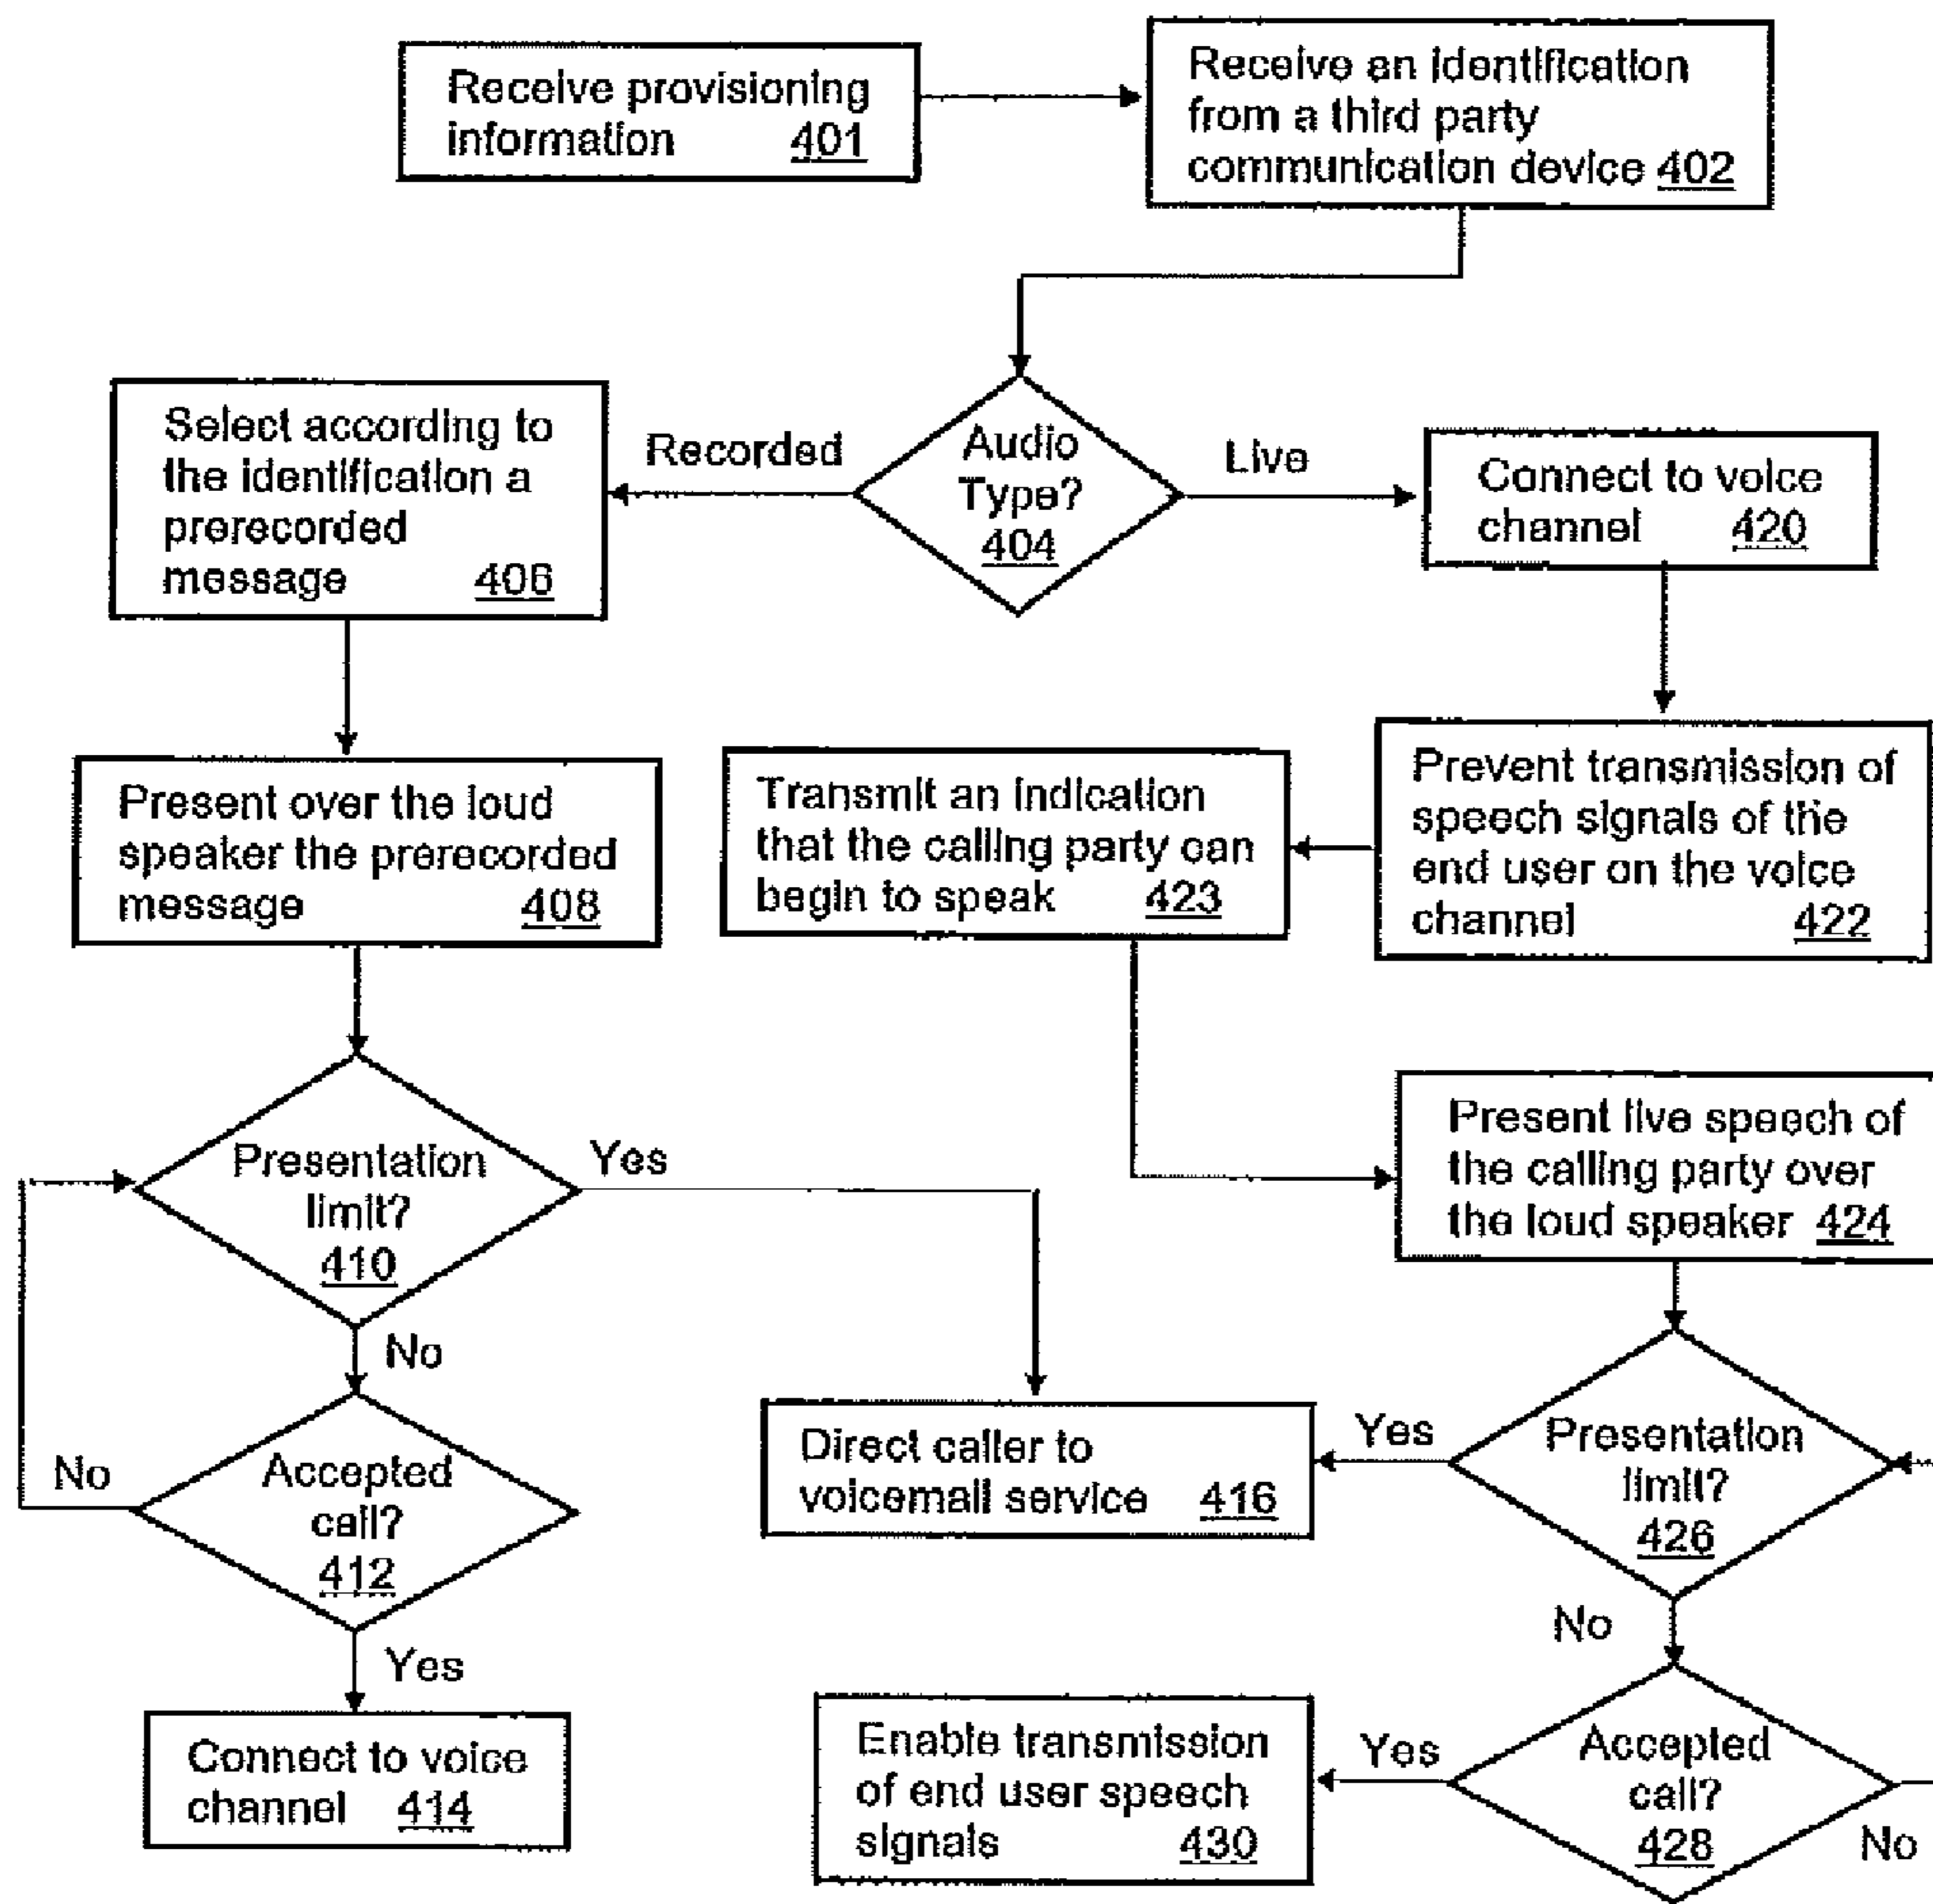 Receive provisioning
information 401
Receive an identification
from a third party
communication device 402
Audio
Type?
404
Recorded
Live
Select according to
the identification a
prerecorded
message 406
Connect to voice
channel 420
Present over the loud
speaker the prerecorded
message 408
Transmit an indication
that the calling party can
begin to speak 423
Prevent transmission of
speech signals of the
end user on the voice
channel 422
Presentation
limit?
410
Yes
No
Present live speech of
the calling party over
the loud speaker 424
Accepted
call?
412
No
Yes
Direct caller to
voicemail service 416
Yes
Presentation
limit?
426
No
Connect to voice
channel 414
Enable transmission
of end user speech
signals 430
Yes
Accepted
call?
428
No